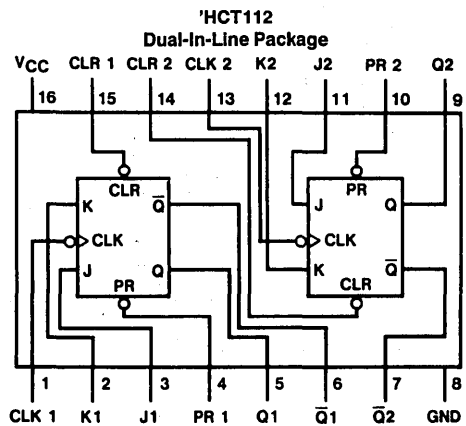 'HCT112
Dual-In-Line Package
VCC CLR 1 CLR 2 CLK 2 K2 J2 PR 2 Q2
16 15 14 13 12 11 10 9
CLR PR
K Q̅ J Q
CLK CLK
J Q K Q̅
PR CLR
1 2 3 4 5 6 7 8
CLK 1 K1 J1 PR 1 Q1 Q̅1 Q̅2 GND